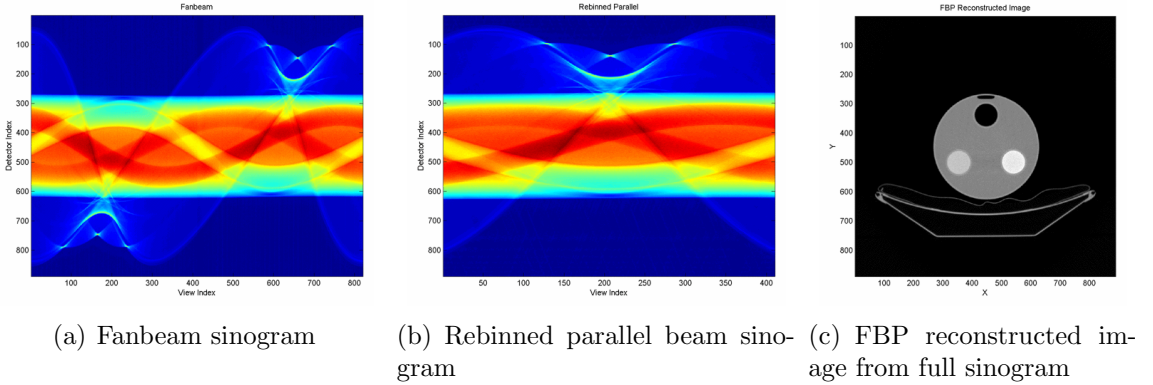 Fanbeam
Detector Index
100
200
300
400
500
600
700
800
100 200 300 400 500 600 700 800
View Index
(a) Fanbeam sinogram
Rebinned Parallel
100
200
300
400
500
600
700
800
50 100 150 200 250 300 350 400
View Index
(b) Rebinned parallel beam sino-
gram
FBP Reconstructed Image
Y
100
200
300
400
500
600
700
800
100 200 300 400 500 600 700 800
X
(c) FBP reconstructed im-
age from full sinogram